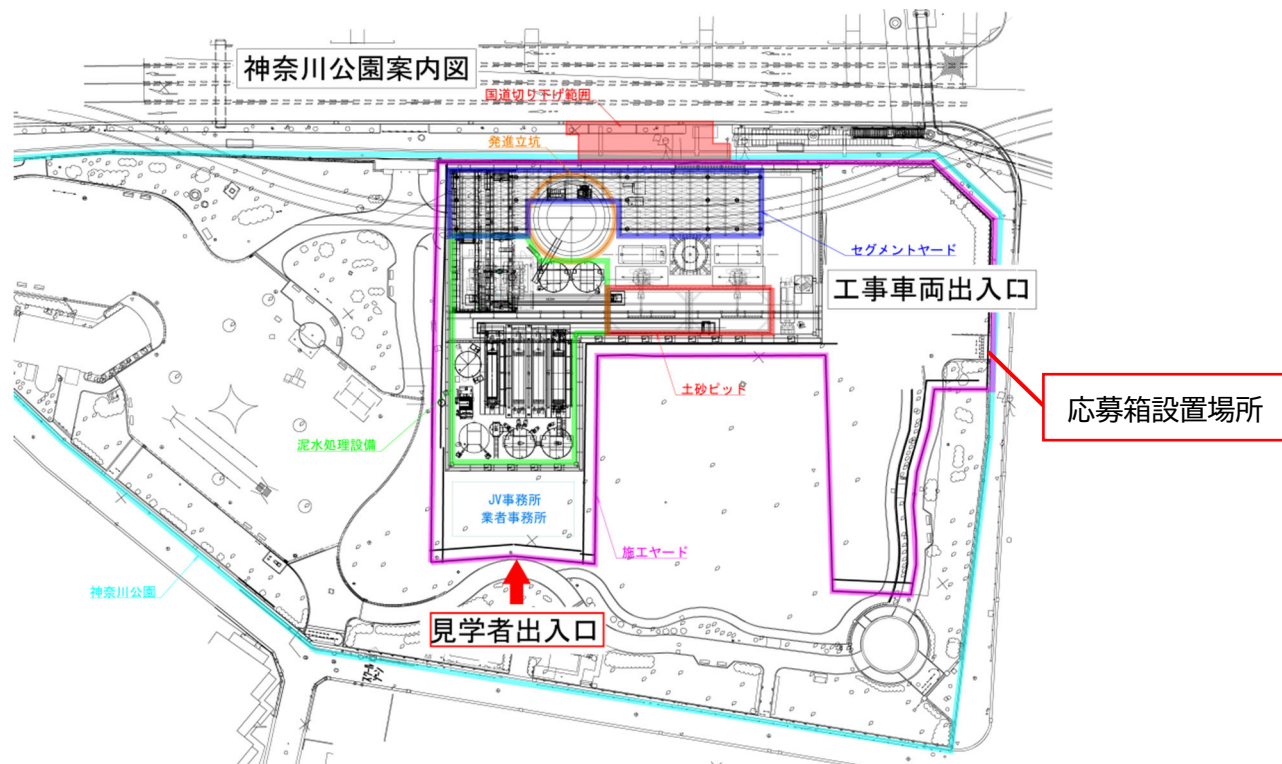 神奈川公園案内図
国道切り下げ範囲
発進立坑
セグメントヤード
工事車両出入口
応募箱設置場所
土砂ピット
泥水処理設備
JV事務所
業者事務所
施工ヤード
神奈川公園
見学者出入口